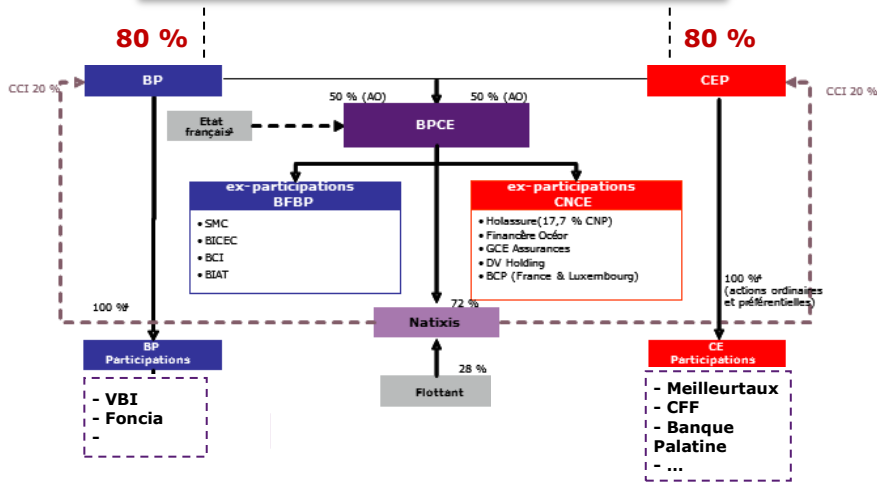 80 %
80 %
BP
CEP
CCI 20 %
CCI 20 %
50 % (AO)
50 % (AO)
Etat
français²
BPCE
ex-participations
BFBP
• SMC
• BICEC
• BCI
• BIAT
ex-participations
CNCE
• Holassure(17,7 % CNP)
• Financière Océor
• GCE Assurances
• DV Holding
• BCP (France & Luxembourg)
100 %⁴
(actions ordinaires
et préférentielles)
100 %⁴
72 %
Natixis
BP
Participations
CE
Participations
28 %
Flottant
- VBI
- Foncia
-
- Meilleurtaux
- CFF
- Banque
Palatine
- ...